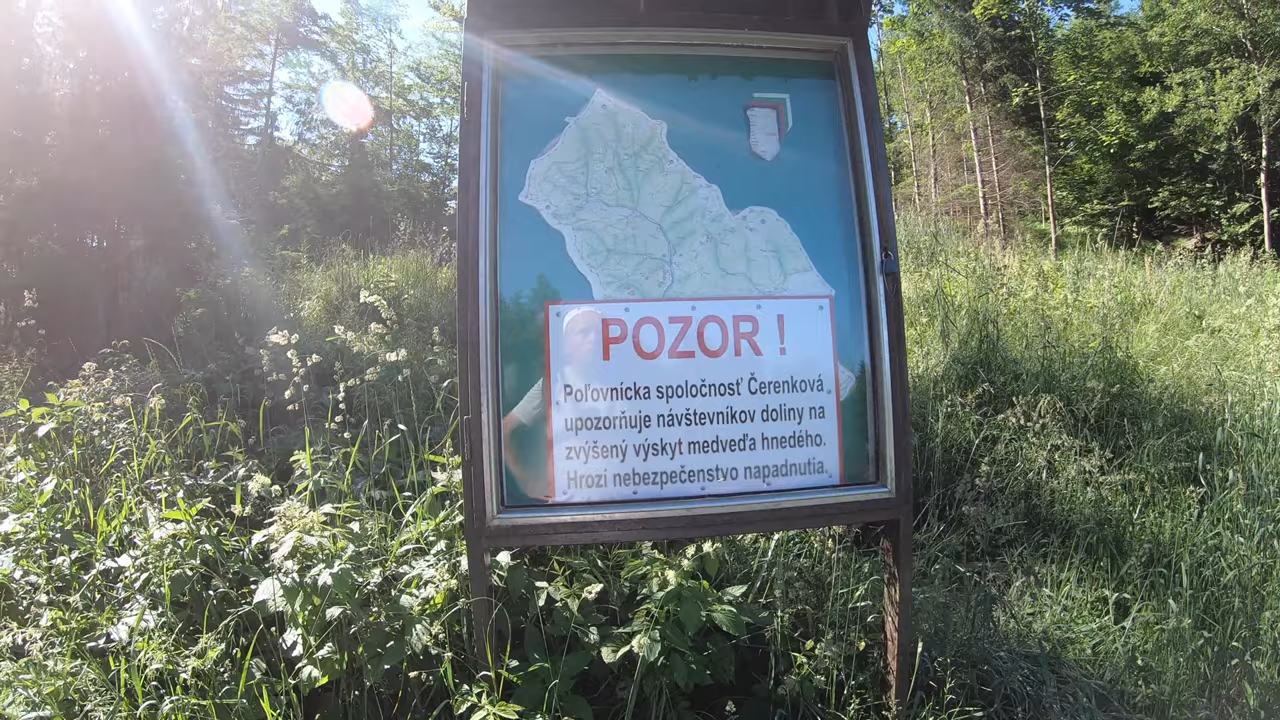 POZOR !
Poľovnícka spoločnosť Čerenková
upozorňuje návštevníkov doliny na
zvýšený výskyt medveďa hnedého.
Hrozí nebezpečenstvo napadnutia.